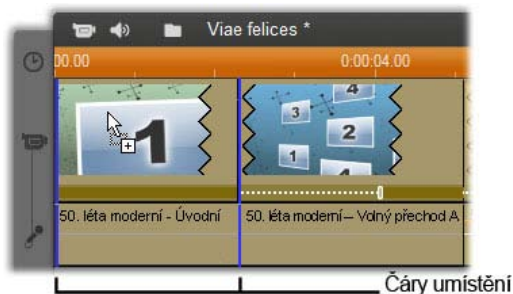 Viae felices *
00.00
0:00:04.00
1
3
4
2
1
4
50. léta moderní - Úvodní
50. léta moderní – Volný přechod A
Čáry umístění